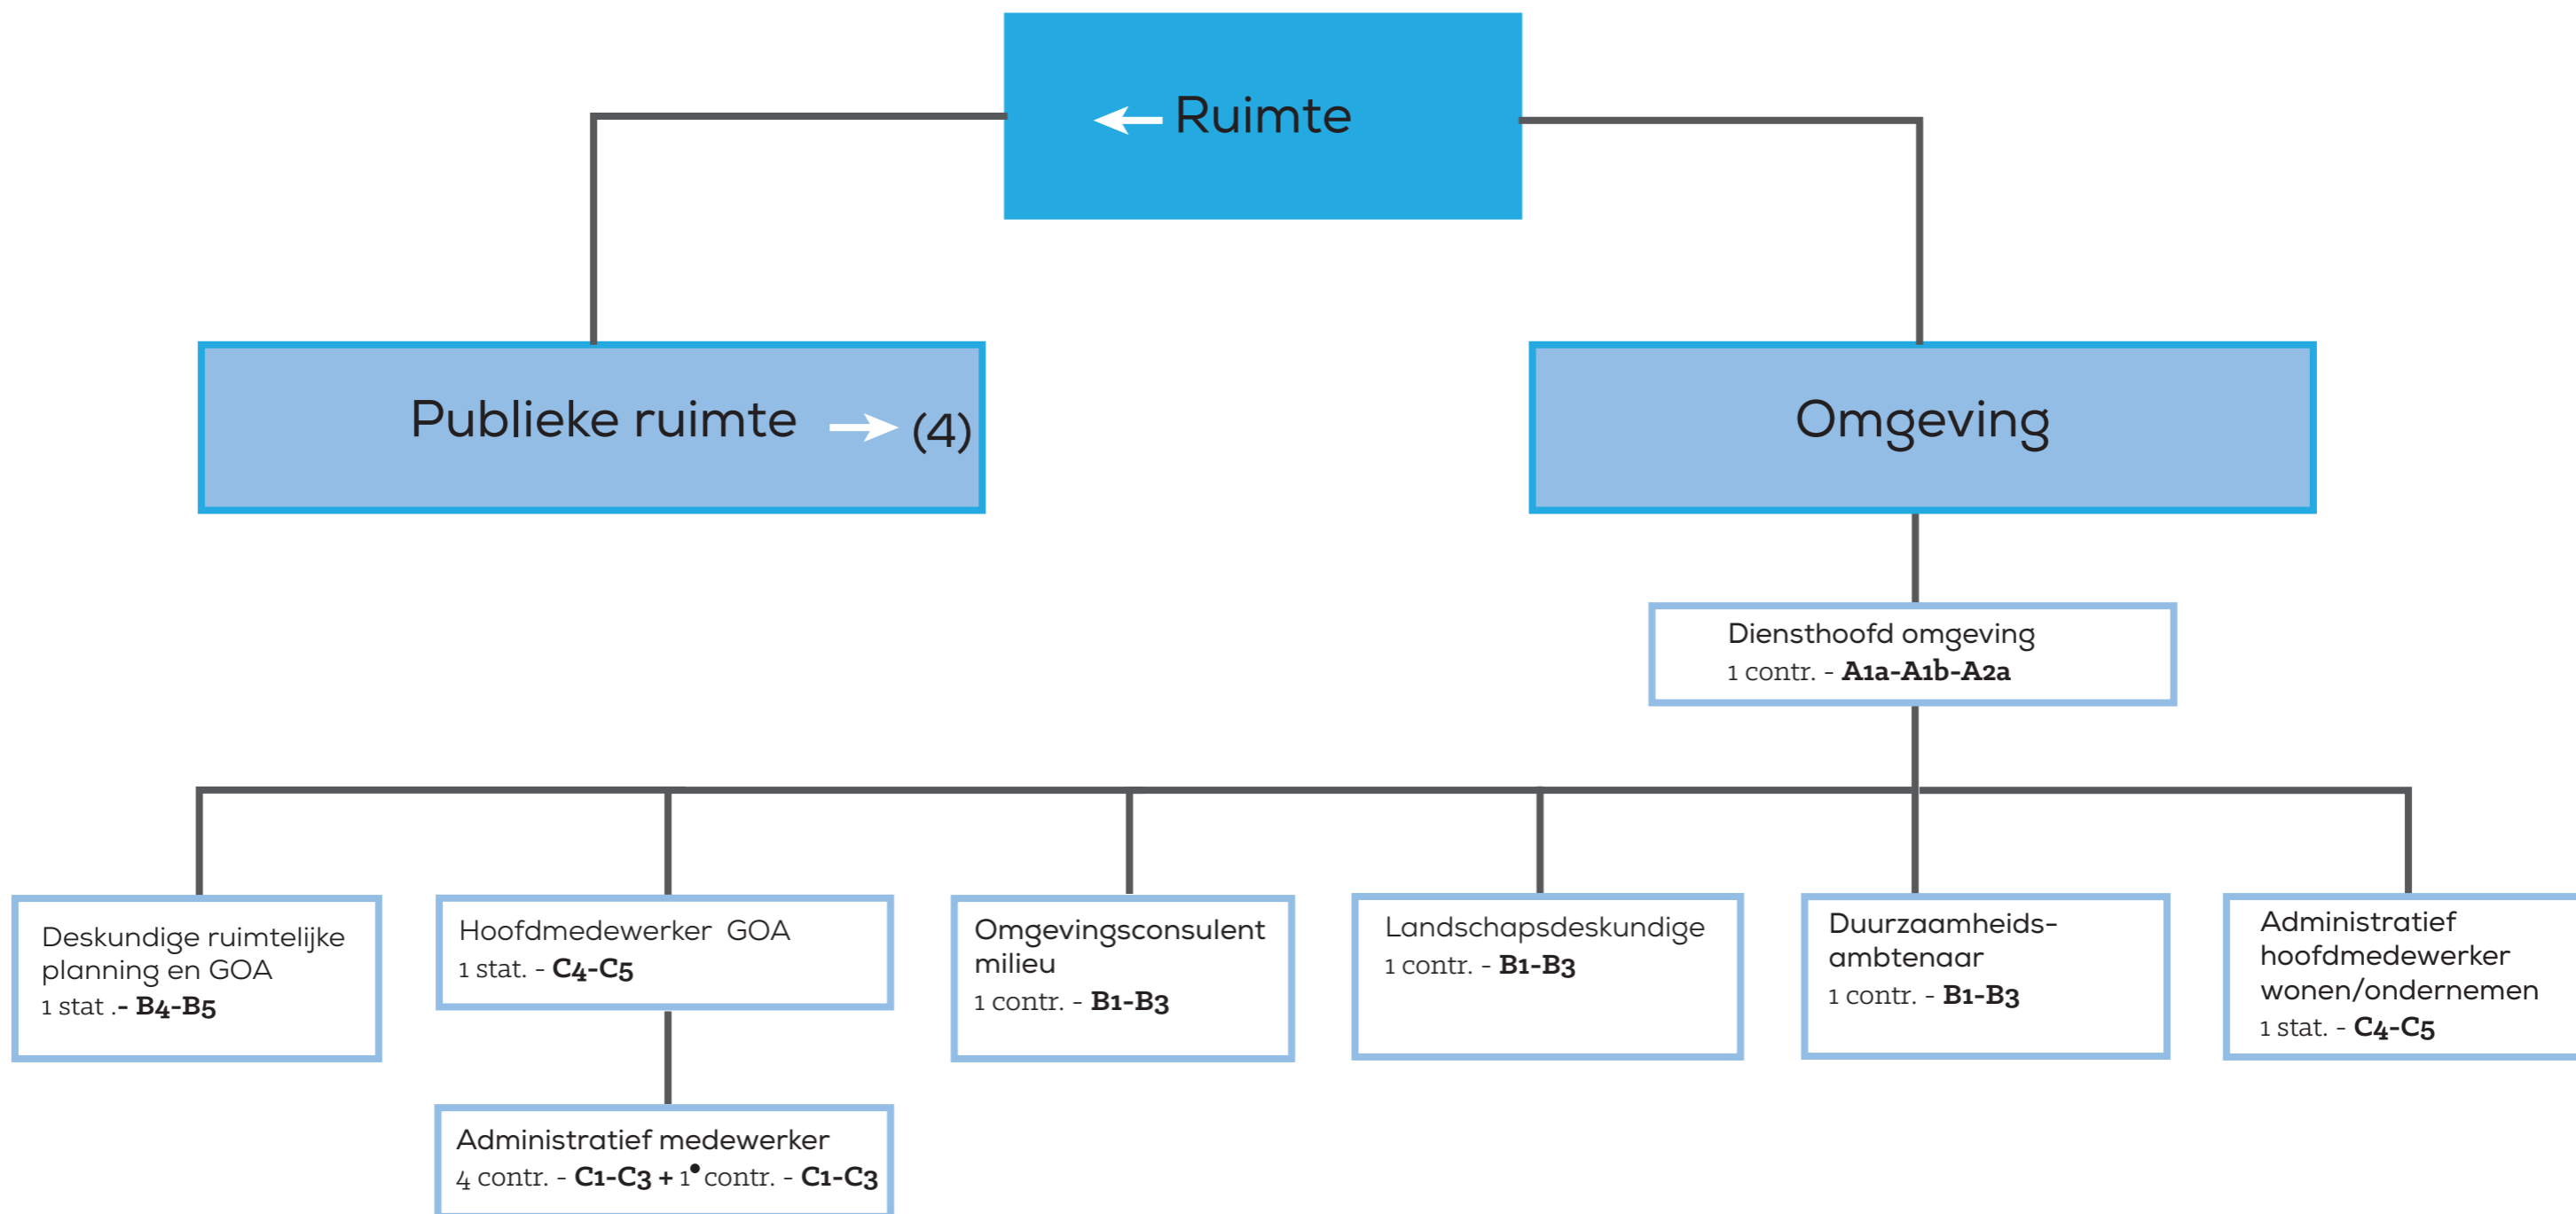 Ruimte
Publieke ruimte (4)
Omgeving
Diensthoofd omgeving
1 contr. - A1a-A1b-A2a
Deskundige ruimtelijke
planning en GOA
1 stat .- B4-B5
Hoofdmedewerker GOA
1 stat. - C4-C5
Omgevingsconsulent
milieu
1 contr. - B1-B3
Landschapsdeskundige
1 contr. - B1-B3
Duurzaamheids-
ambtenaar
1 contr. - B1-B3
Administratief
hoofdmedewerker
wonen/ondernemen
1 stat. - C4-C5
Administratief medewerker
4 contr. - C1-C3 + 1• contr. - C1-C3